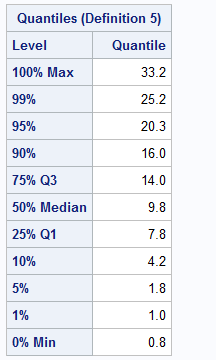 Quantiles (Definition 5)
Level Quantile
100% Max 33.2
99% 25.2
95% 20.3
90% 16.0
75% Q3 14.0
50% Median 9.8
25% Q1 7.8
10% 4.2
5% 1.8
1% 1.0
0% Min 0.8